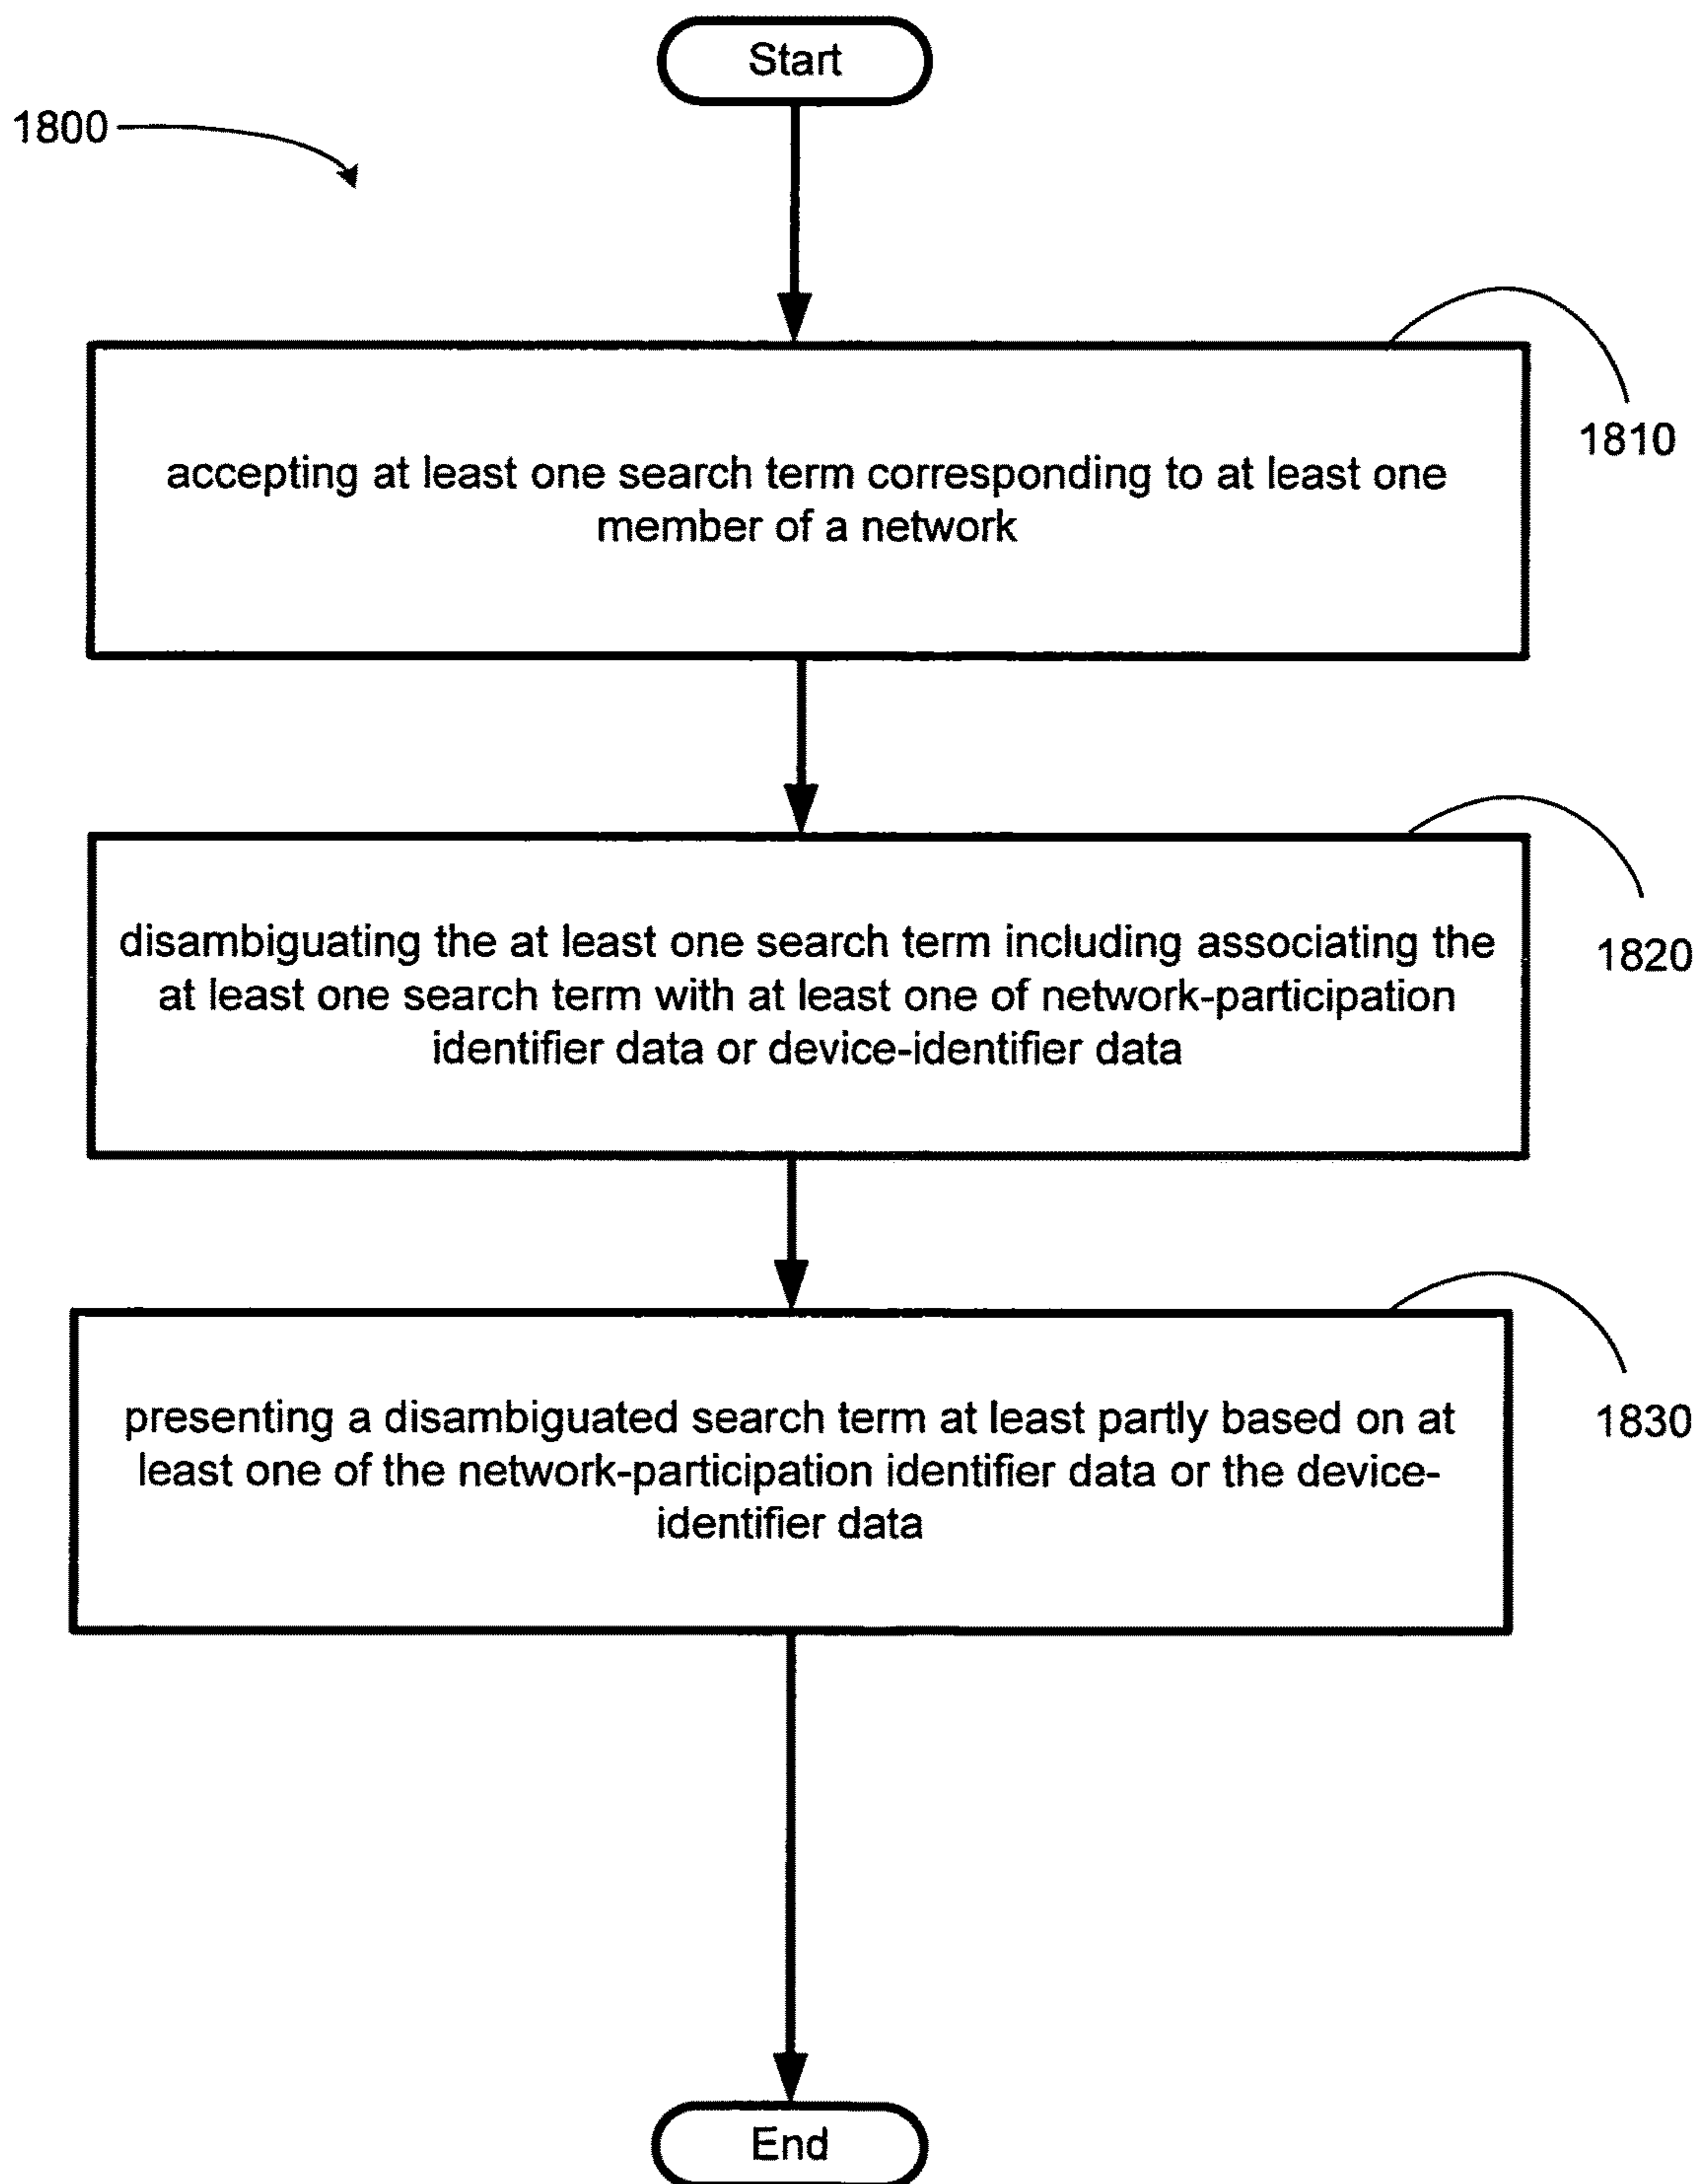 Start
1800
1810
accepting at least one search term corresponding to at least one
member of a network
1820
disambiguating the at least one search term including associating the
at least one search term with at least one of network-participation
identifier data or device-identifier data
1830
presenting a disambiguated search term at least partly based on at
least one of the network-participation identifier data or the device-
identifier data
End